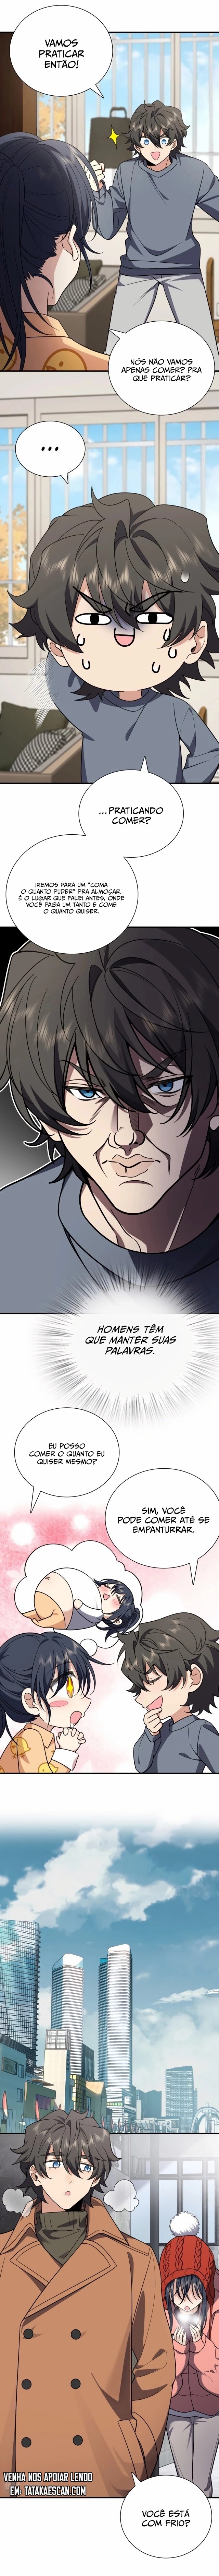 VAMOS
PRATICAR
ENTÃO!
NÓS NÃO VAMOS
APENAS COMER? PRA
QUE PRATICAR?
...
...PRATICANDO
COMER?
IREMOS PARA UM "COMA
O QUANTO PUDER" PRA ALMOÇAR.
É O LUGAR QUE FALEI ANTES, ONDE
VOCÊ PAGA UM TANTO E COME
O QUANTO QUISER.
HOMENS TÊM
QUE MANTER SUAS
PALAVRAS.
EU POSSO
COMER O QUANTO EU
QUISER MESMO?
SIM, VOCÊ
PODE COMER ATÉ SE
EMPANTURRAR.
VENHA NOS APOIAR LENDO
EM: TATAKAESCAN.COM
VOCÊ ESTÁ
COM FRIO?